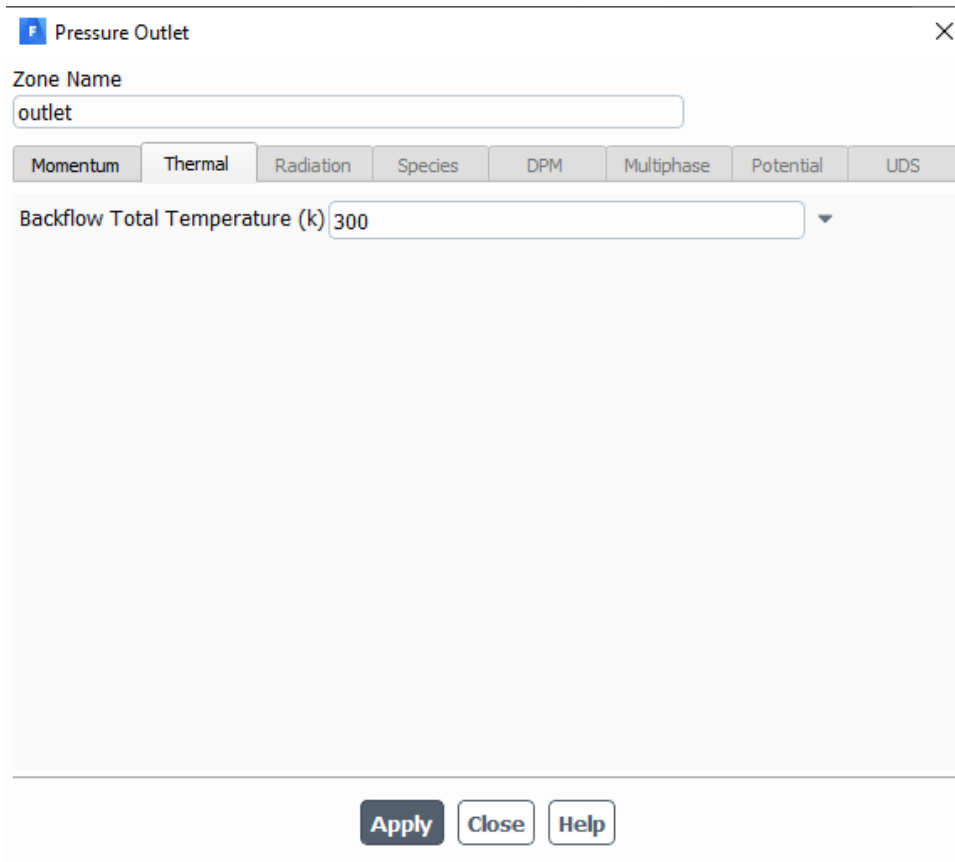 F Pressure Outlet
Zone Name
outlet
Momentum Thermal Radiation Species DPM Multiphase Potential UDS
Backflow Total Temperature (k) 300
Apply Close Help